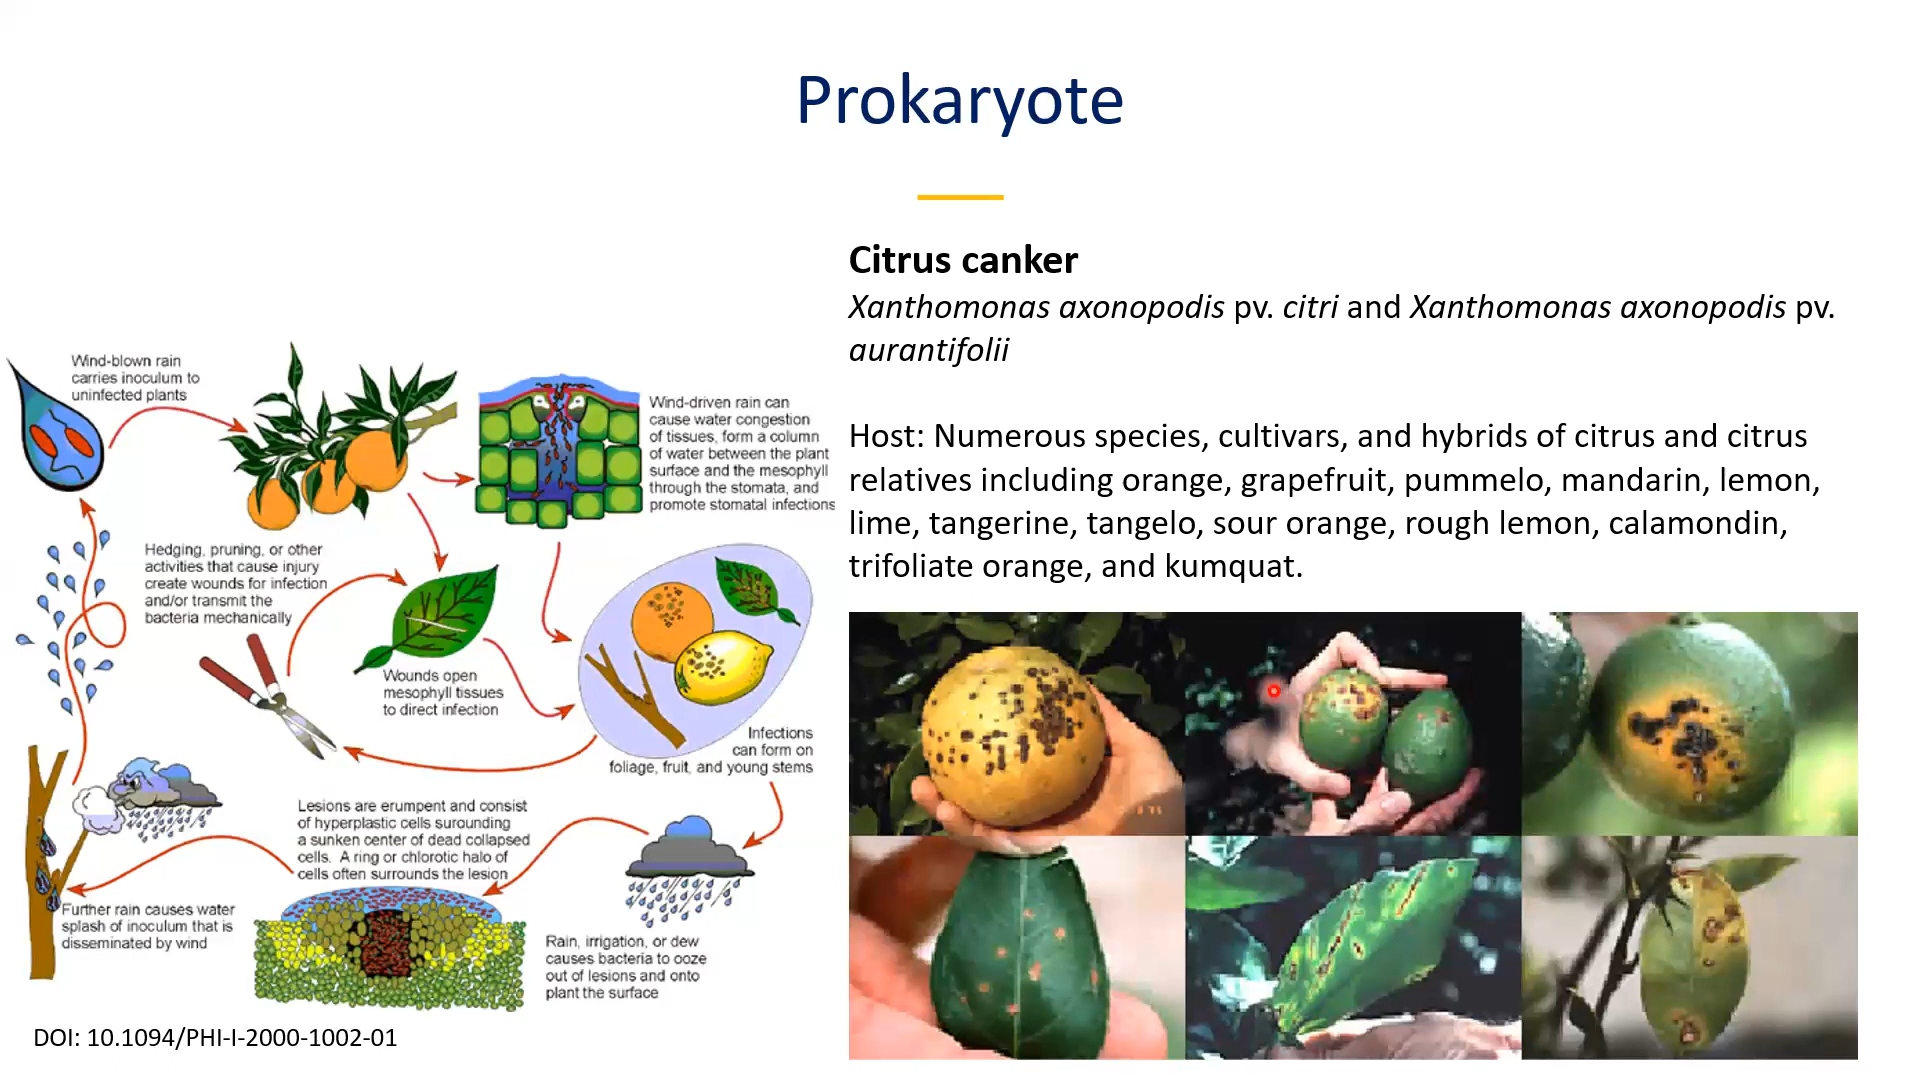 Prokaryote
Citrus canker
Xanthomonas axonopodis pv. citri and Xanthomonas axonopodis pv.
aurantifolii
Host: Numerous species, cultivars, and hybrids of citrus and citrus
relatives including orange, grapefruit, pummelo, mandarin, lemon,
lime, tangerine, tangelo, sour orange, rough lemon, calamondin,
trifoliate orange, and kumquat.
Wind-blown rain
carries inoculum to
uninfected plants
Wind-driven rain can
cause water congestion
of tissues, form a column
of water between the plant
surface and the mesophyll
through the stomata, and
promote stomatal infections
Hedging, pruning, or other
activities that cause injury
create wounds for infection
and/or transmit the
bacteria mechanically
Wounds open
mesophyll tissues
to direct infection
Infections
can form on
foliage, fruit, and young stems
Lesions are erumpent and consist
of hyperplastic cells surounding
a sunken center of dead collapsed
cells. A ring or chlorotic halo of
cells often surrounds the lesion
Further rain causes water
splash of inoculum that is
disseminated by wind
Rain, irrigation, or dew
causes bacteria to ooze
out of lesions and onto
plant the surface
DOI: 10.1094/PHI-I-2000-1002-01